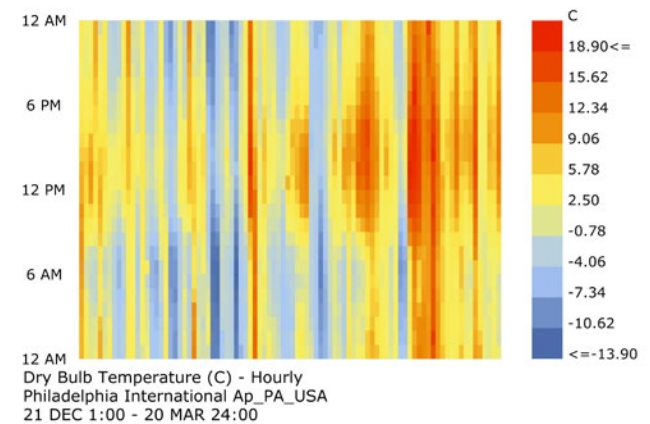 12 AM
6 PM
12 PM
6 AM
12 AM
C
18.90<=
15.62
12.34
9.06
5.78
2.50
-0.78
-4.06
-7.34
-10.62
<=-13.90
Dry Bulb Temperature (C) - Hourly
Philadelphia International Ap_PA_USA
21 DEC 1:00 - 20 MAR 24:00